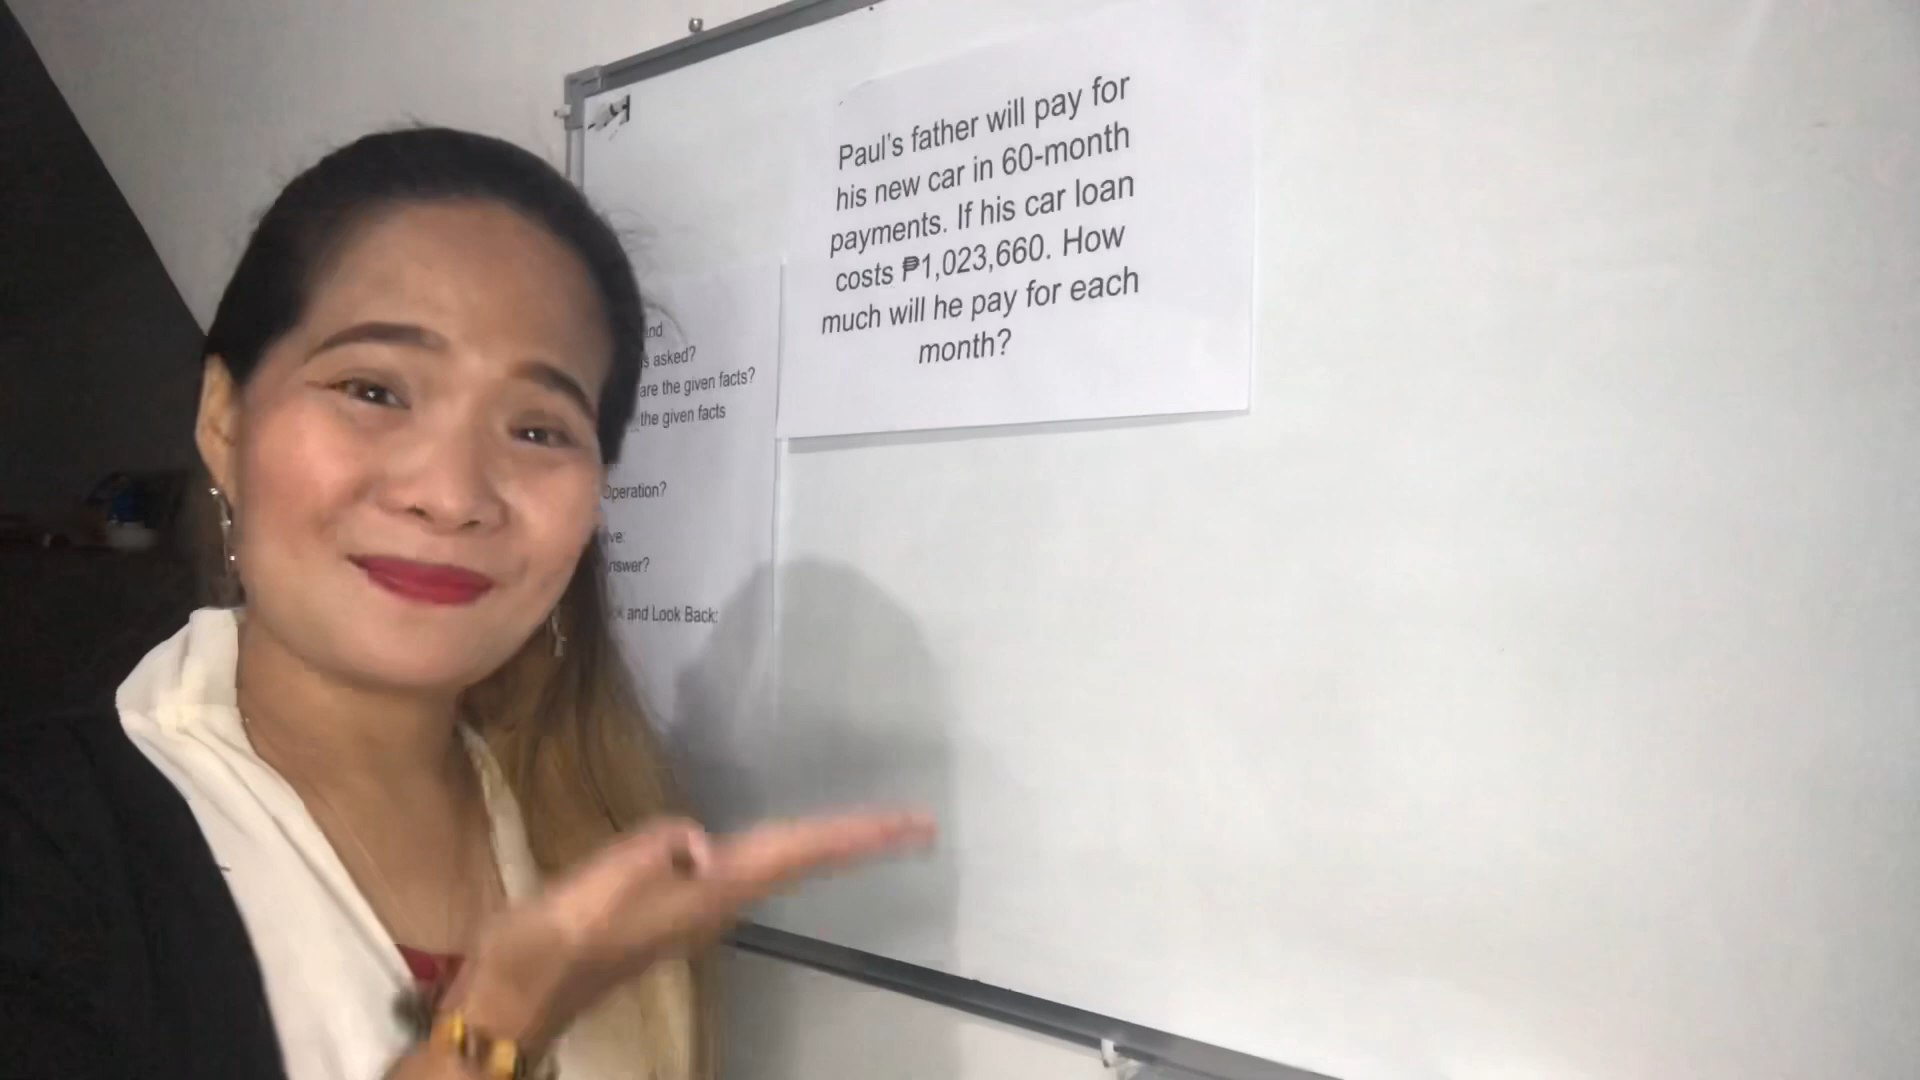 Paul's father will pay for
his new car in 60-month
payments. If his car loan
costs ₱1,023,660. How
much will he pay for each
month?
asked?
are the given facts?
the given facts
Operation?
and Look Back: